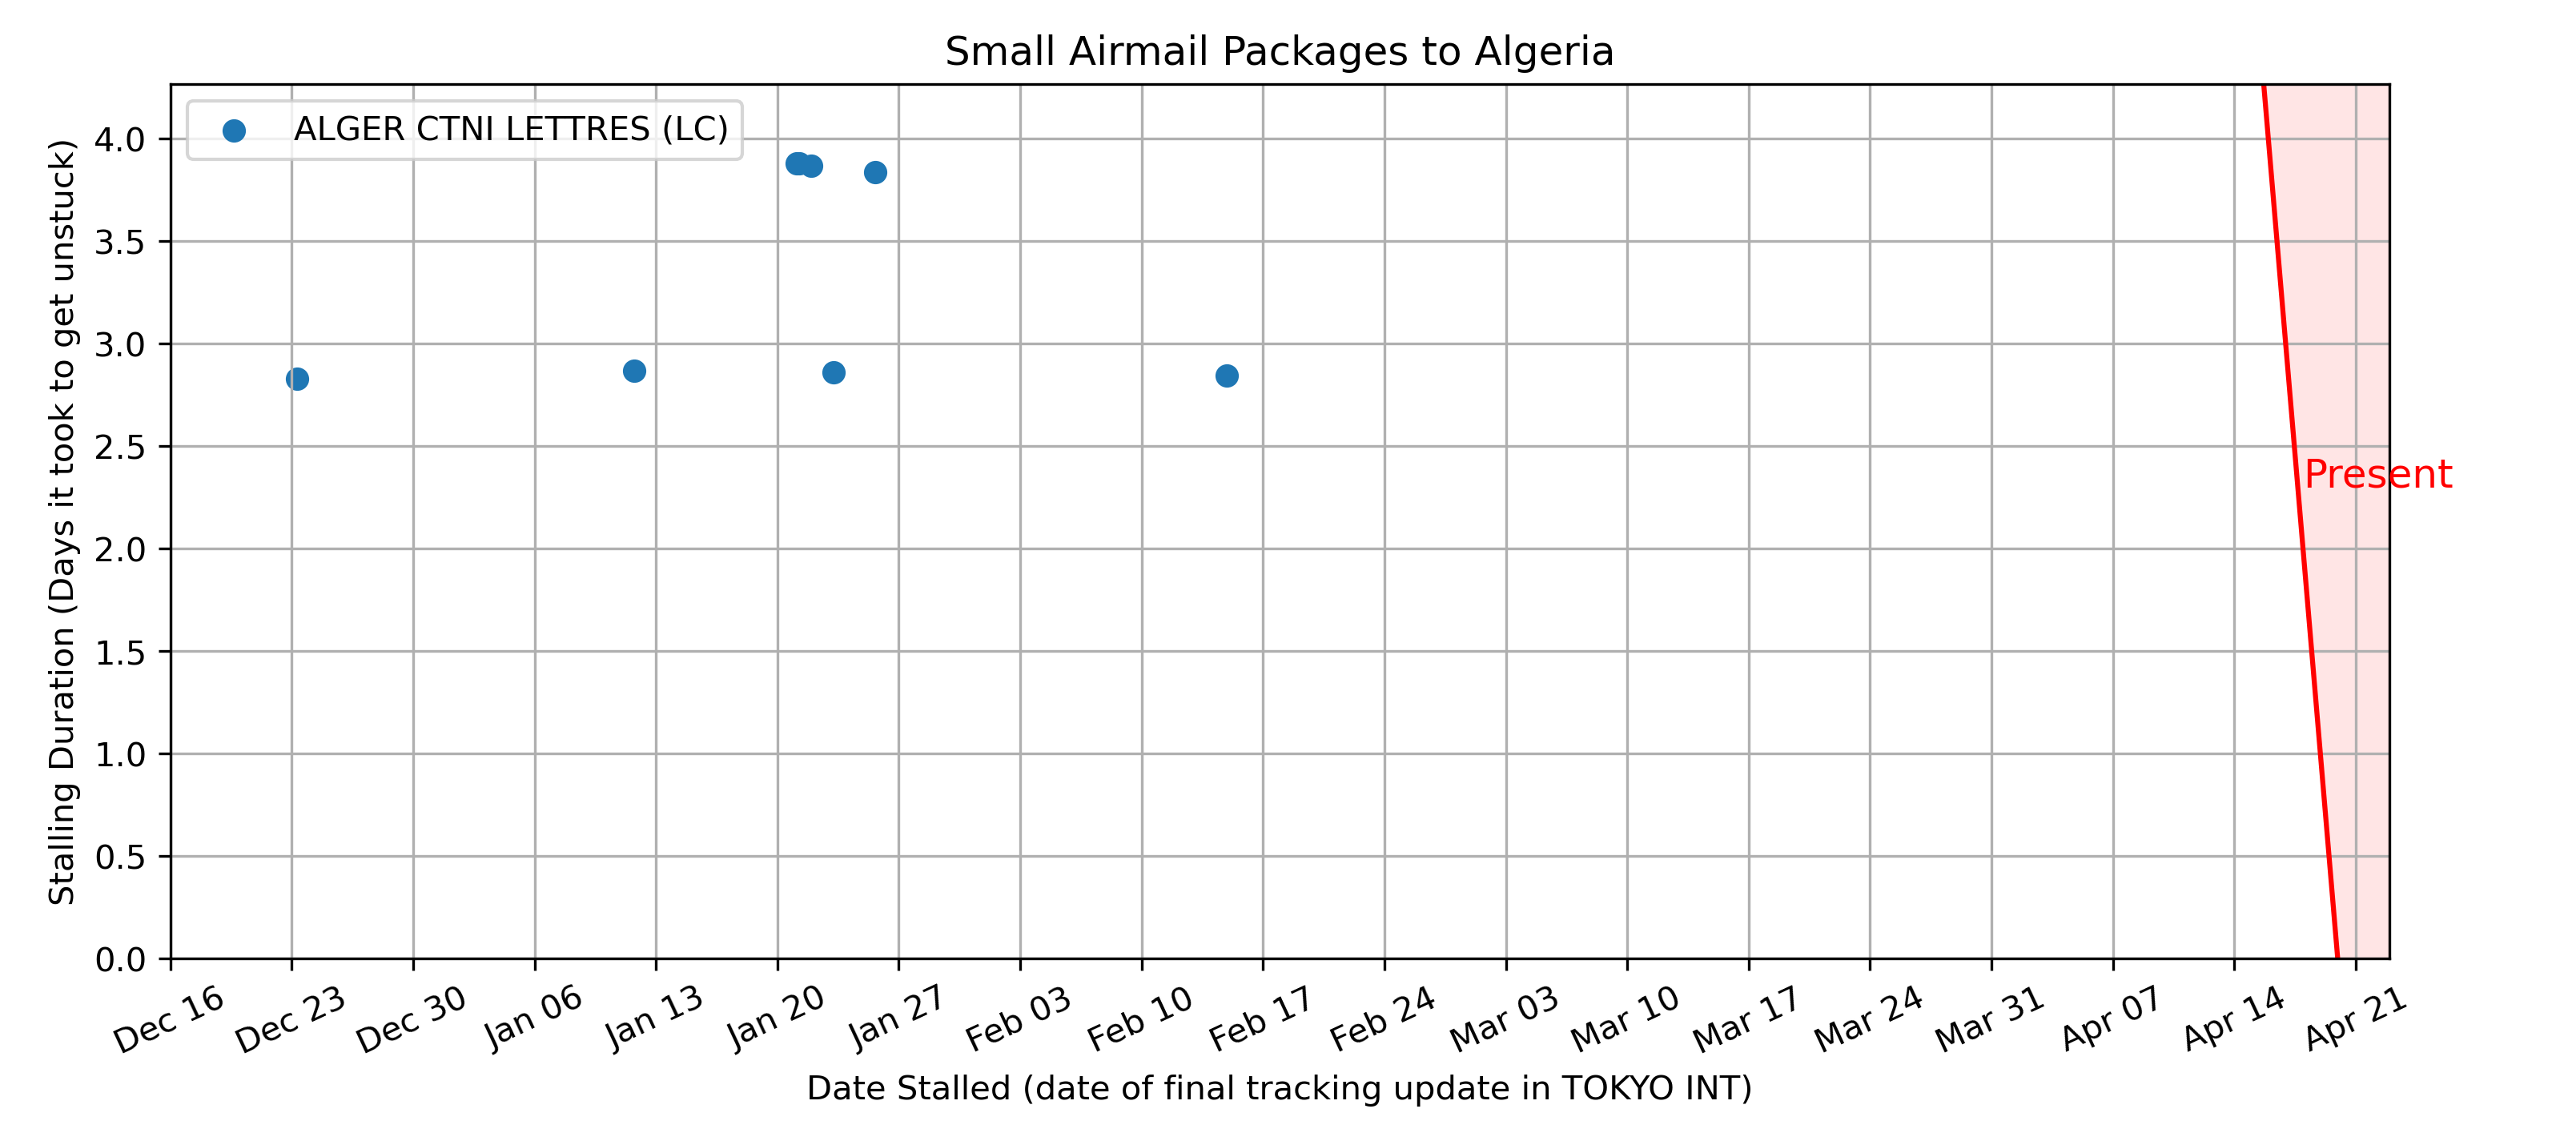 Small Airmail Packages to Algeria
ALGER CTNI LETTRES (LC)
Stalling Duration (Days it took to get unstuck)
4.0
3.5
3.0
2.5
2.0
1.5
1.0
0.5
0.0
Present
Dec 16
Dec 23
Dec 30
Jan 06
Jan 13
Jan 20
Jan 27
Feb 03
Feb 10
Feb 17
Feb 24
Mar 03
Mar 10
Mar 17
Mar 24
Mar 31
Apr 07
Apr 14
Apr 21
Date Stalled (date of final tracking update in TOKYO INT)